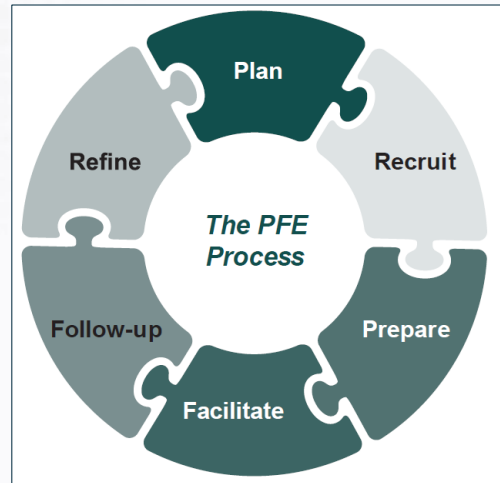 Plan
Recruit
Prepare
Facilitate
Follow-up
Refine
The PFE
Process